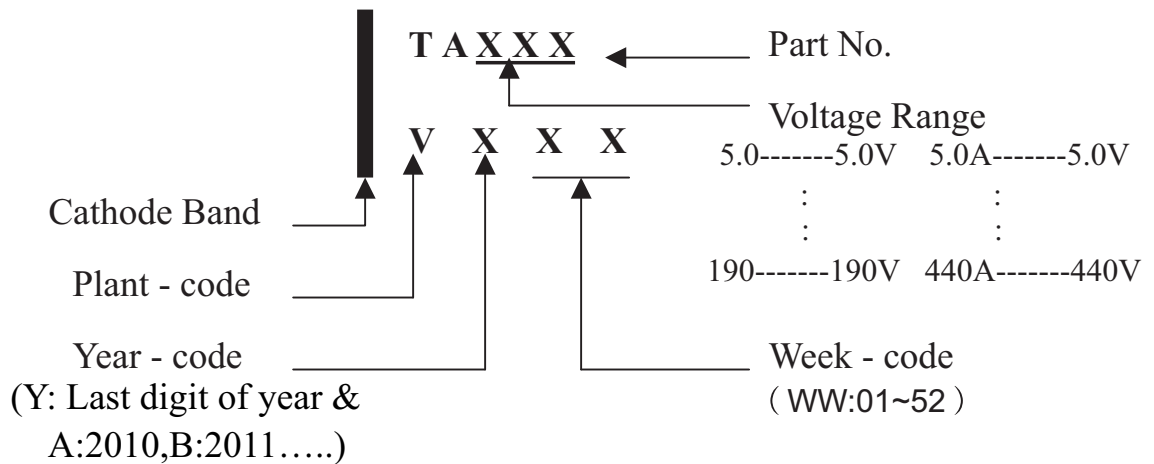 T A X X X
Part No.
Voltage Range
V X X X
5.0-------5.0V 5.0A-------5.0V
: :
: :
190-------190V 440A-------440V
Cathode Band
Plant - code
Year - code
(Y: Last digit of year &
A:2010,B:2011…..)
Week - code
（WW:01~52）